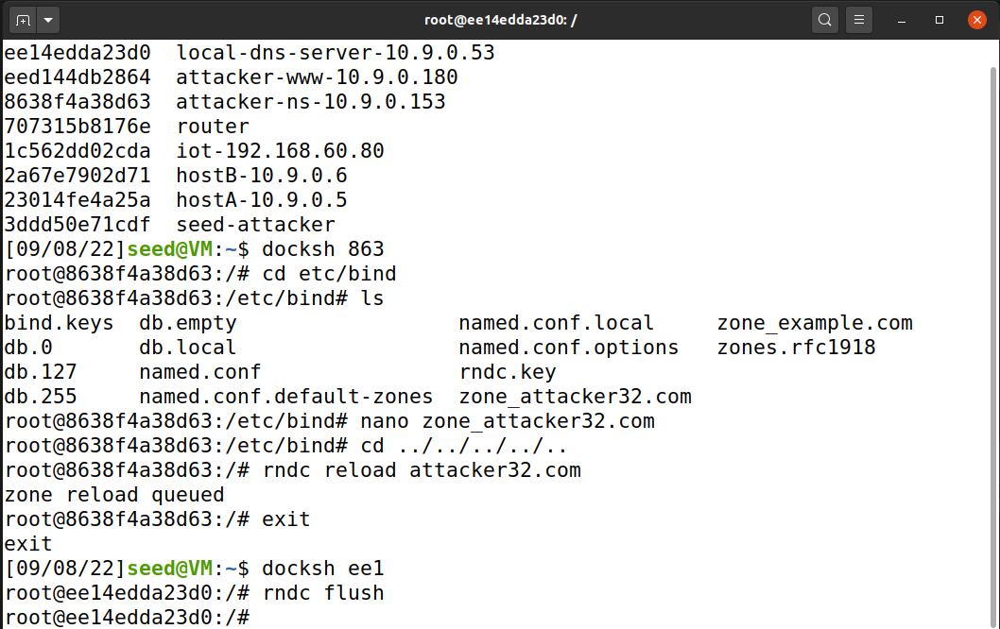 root@ee14edda23d0: /
ee14edda23d0  local-dns-server-10.9.0.53
eed144db2864  attacker-www-10.9.0.180
8638f4a38d63  attacker-ns-10.9.0.153
707315b8176e  router
1c562dd02cda  iot-192.168.60.80
2a67e7902d71  hostB-10.9.0.6
23014fe4a25a  hostA-10.9.0.5
3ddd50e71cdf  seed-attacker
[09/08/22]seed@VM:~$ docksh 863
root@8638f4a38d63:/# cd etc/bind
root@8638f4a38d63:/etc/bind# ls
bind.keys  db.empty                  named.conf.local     zone_example.com
db.0       db.local                  named.conf.options   zones.rfc1918
db.127     named.conf                rndc.key
db.255     named.conf.default-zones  zone_attacker32.com
root@8638f4a38d63:/etc/bind# nano zone_attacker32.com
root@8638f4a38d63:/etc/bind# cd ../../../../..
root@8638f4a38d63:/# rndc reload attacker32.com
zone reload queued
root@8638f4a38d63:/# exit
exit
[09/08/22]seed@VM:~$ docksh ee1
root@ee14edda23d0:/# rndc flush
root@ee14edda23d0:/#